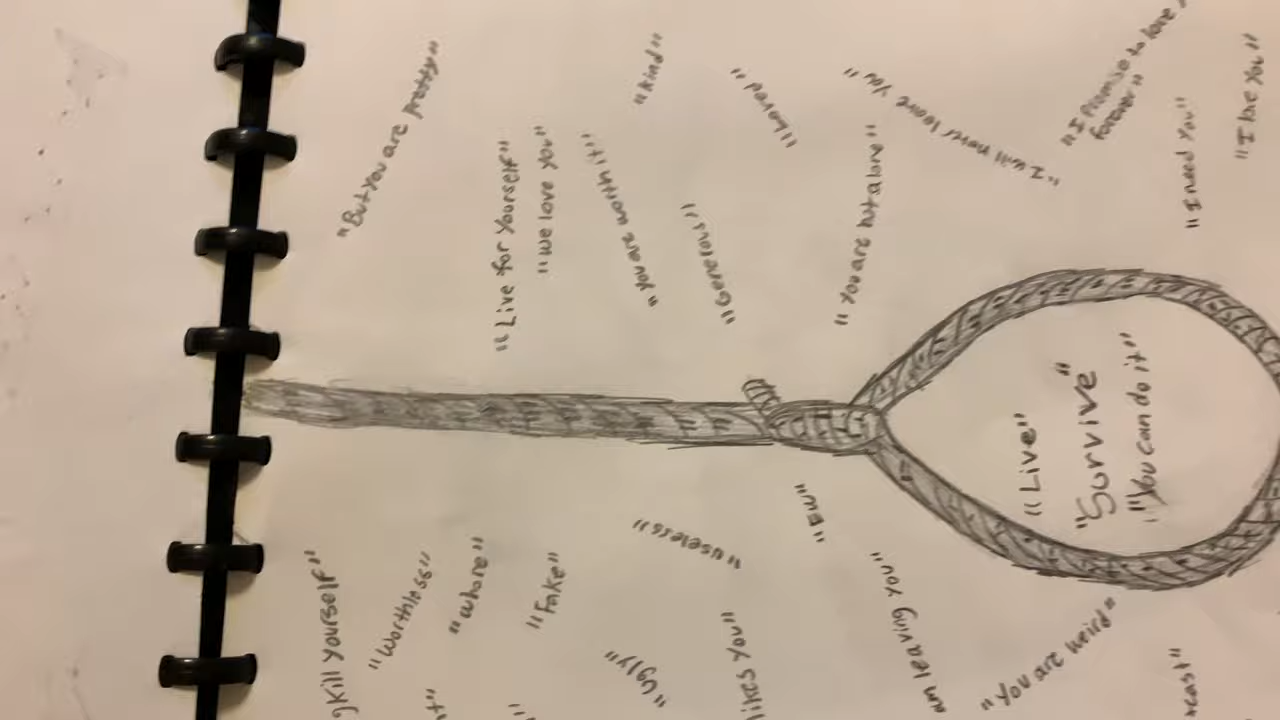 "But you are pretty"
"Live for yourself"
"we love you"
"you are worth it"
"kind"
"Generous"
"Loved"
"You are not alone"
"I will never leave you"
"I Promise to love
forever"
"I need you"
"I love you"
"Live"
"Survive"
"You can do it"
kill yourself"
"Worthless"
"whore"
"Fake"
"useless"
"Ugly"
likes you"
"EW"
am leaving you"
"You are weird"